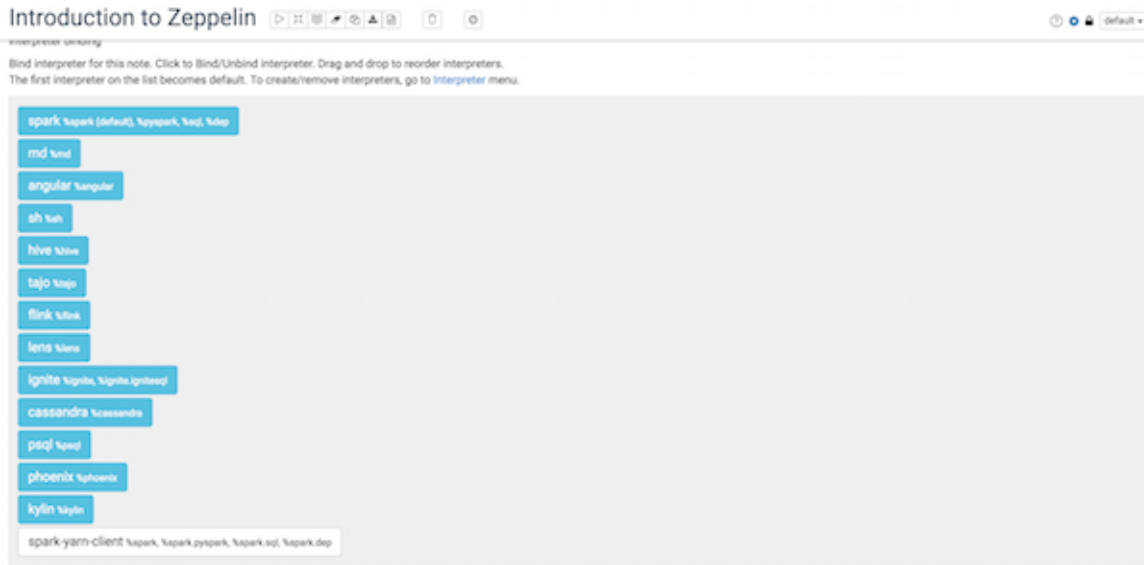 Introduction to Zeppelin
default
Interpreter binding
Bind interpreter for this note. Click to Bind/Unbind interpreter. Drag and drop to reorder interpreters.
The first interpreter on the list becomes default. To create/remove interpreters, go to Interpreter menu.
spark %spark (default), %pyspark, %sql, %dep
md %md
angular %angular
sh %sh
hive %hive
tajo %tajo
flink %flink
lens %lens
ignite %ignite, %ignite.ignitesql
cassandra %cassandra
psql %psql
phoenix %phoenix
kylin %kylin
spark-yarn-client %spark, %spark.pyspark, %spark.sql, %spark.dep